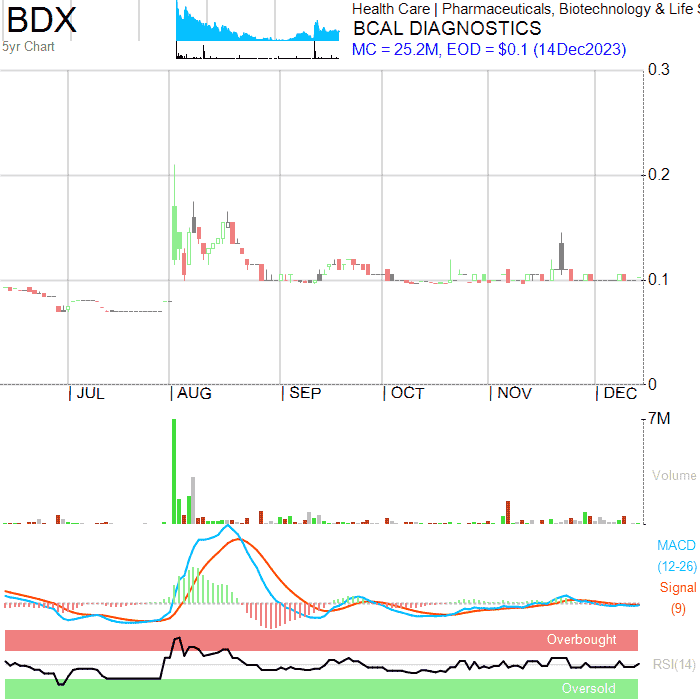 BDX
5yr Chart
Health Care | Pharmaceuticals, Biotechnology & Life
BCAL DIAGNOSTICS
MC = 25.2M, EOD = $0.1 (14Dec2023)
0.3
0.2
0.1
0
| JUL | AUG | SEP | OCT | NOV | DEC
7M
Volume
MACD
(12-26)
Signal
(9)
Overbought
RSI(14)
Oversold